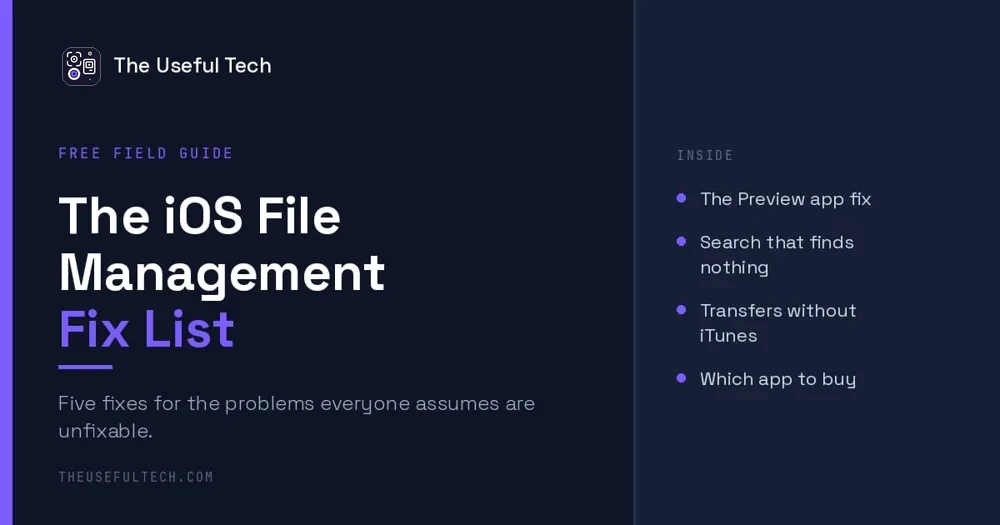 The Useful Tech
FREE FIELD GUIDE
The iOS File
Management
Fix List
Five fixes for the problems everyone assumes are
unfixable.
THEUSEFULTECH.COM
INSIDE
The Preview app fix
Search that finds
nothing
Transfers without
iTunes
Which app to buy